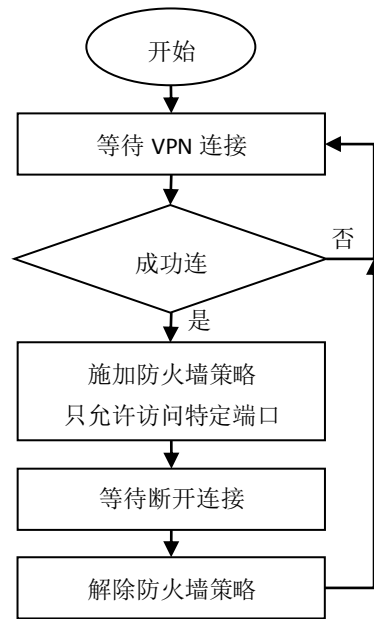 开始
等待 VPN 连接
成功连
否
是
施加防火墙策略
只允许访问特定端口
等待断开连接
解除防火墙策略